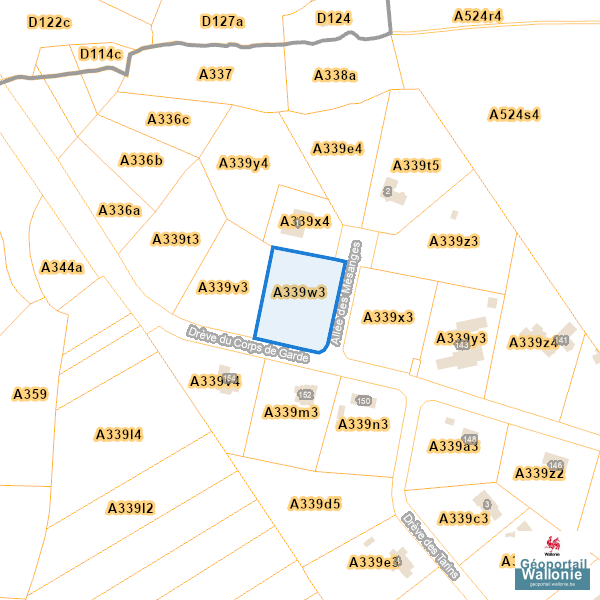 D122c
D127a
D124
A524r4
D114c
A337
A338a
A524s4
A336c
A339e4
A336b
A339y4
A339t5
2
A336a
A339x4
A339t3
A339z3
A344a
Allée des Mésanges
A339v3
A339w3
A339x3
Drève du Corps de Garde
A339y3
143
A339z4
141
A339v4
154
A359
152
150
A339m3
A339n3
A339l4
148
A339a3
146
A339z2
A339l2
A339d5
3
A339c3
Drève des Tarins
A339e3
Wallonie
Géoportail
Wallonie
geoportail.wallonie.be